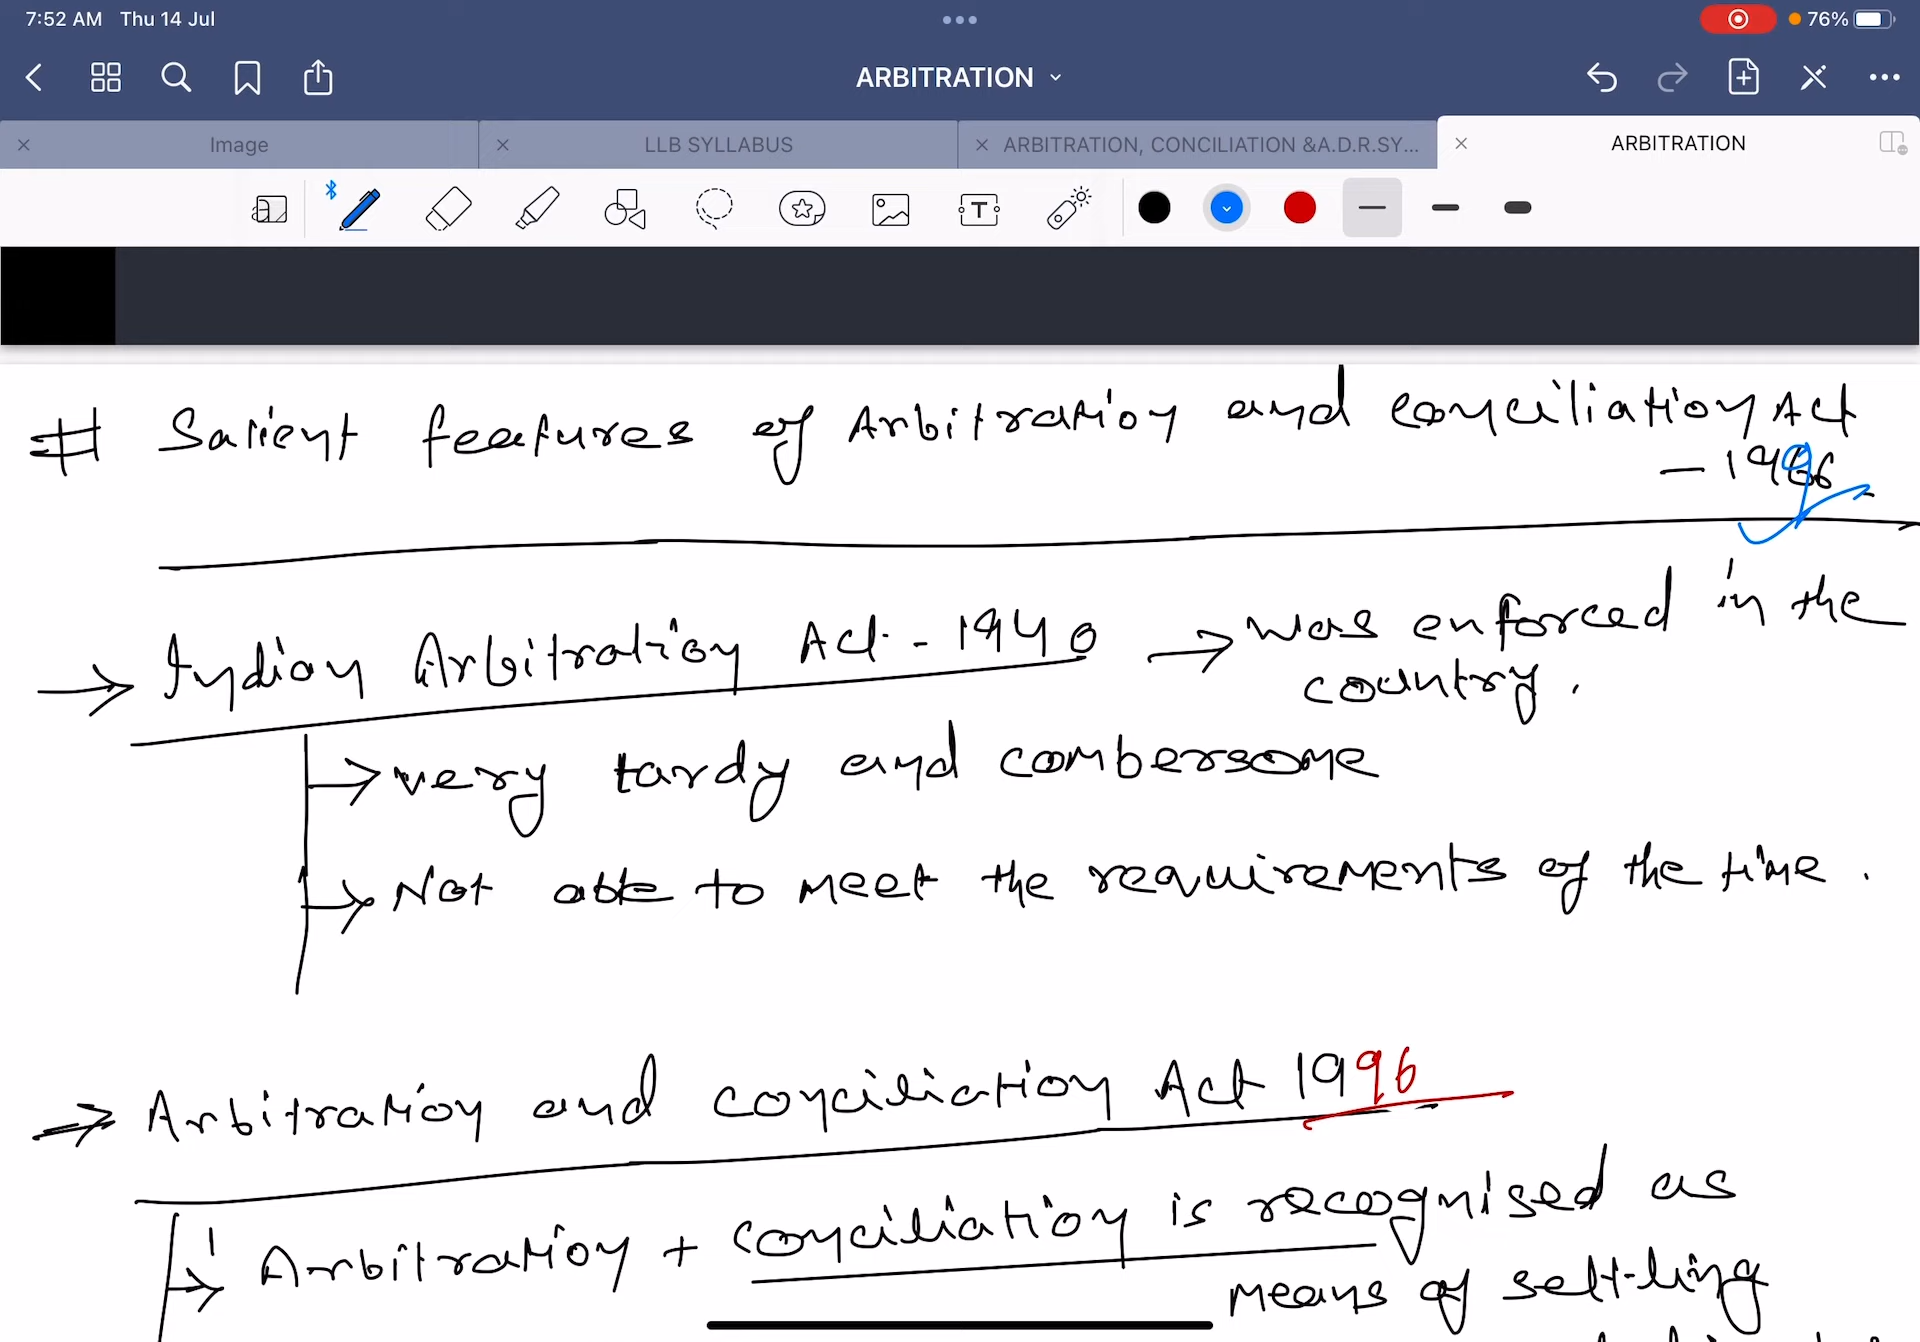 7:52 AM Thu 14 Jul
76%
ARBITRATION
Image
LLB SYLLABUS
ARBITRATION, CONCILIATION &A.D.R.SY...
ARBITRATION
# Salient features of Arbitration and conciliation Act
- 1996
→ Indian Arbitration Act - 1940 → was enforced in the
country.
→ very tardy and combersome
→ Not able to meet the requirements of the time.
→ Arbitration and conciliation Act 1996
→ Arbitration + conciliation is recognised as
means of settling